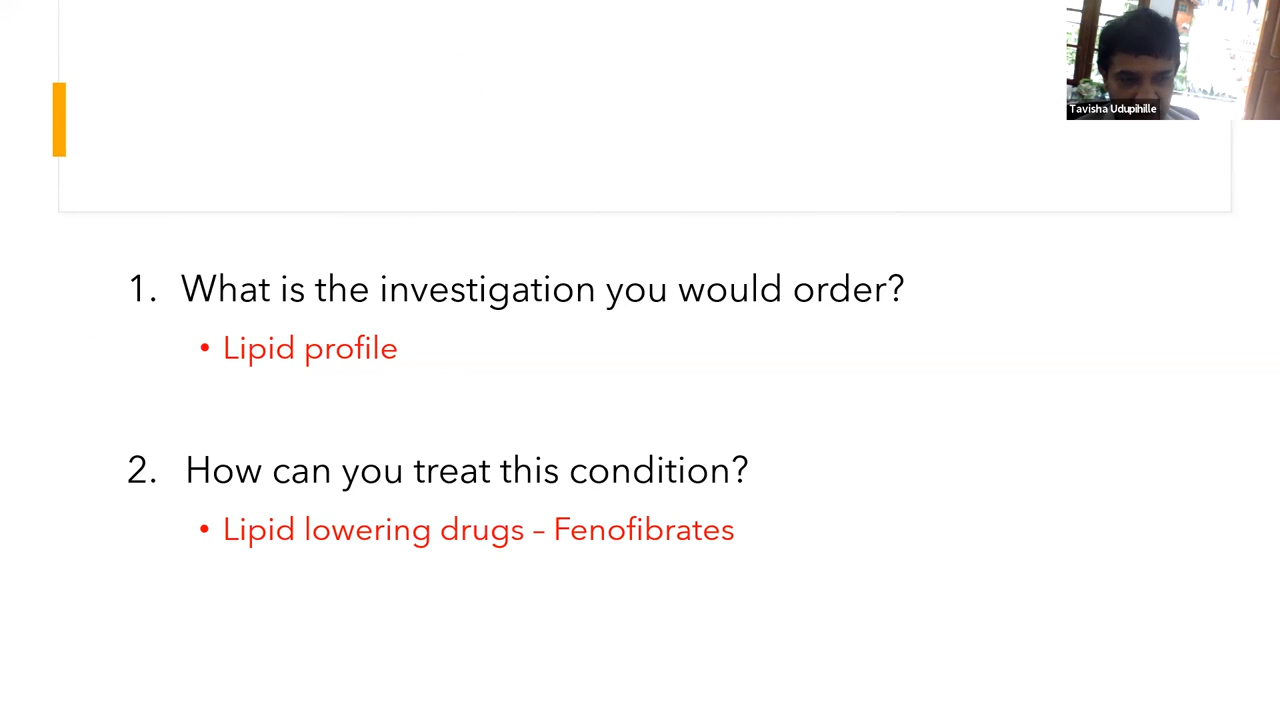 Tavisha Udupihille
1. What is the investigation you would order?
• Lipid profile
2. How can you treat this condition?
• Lipid lowering drugs – Fenofibrates